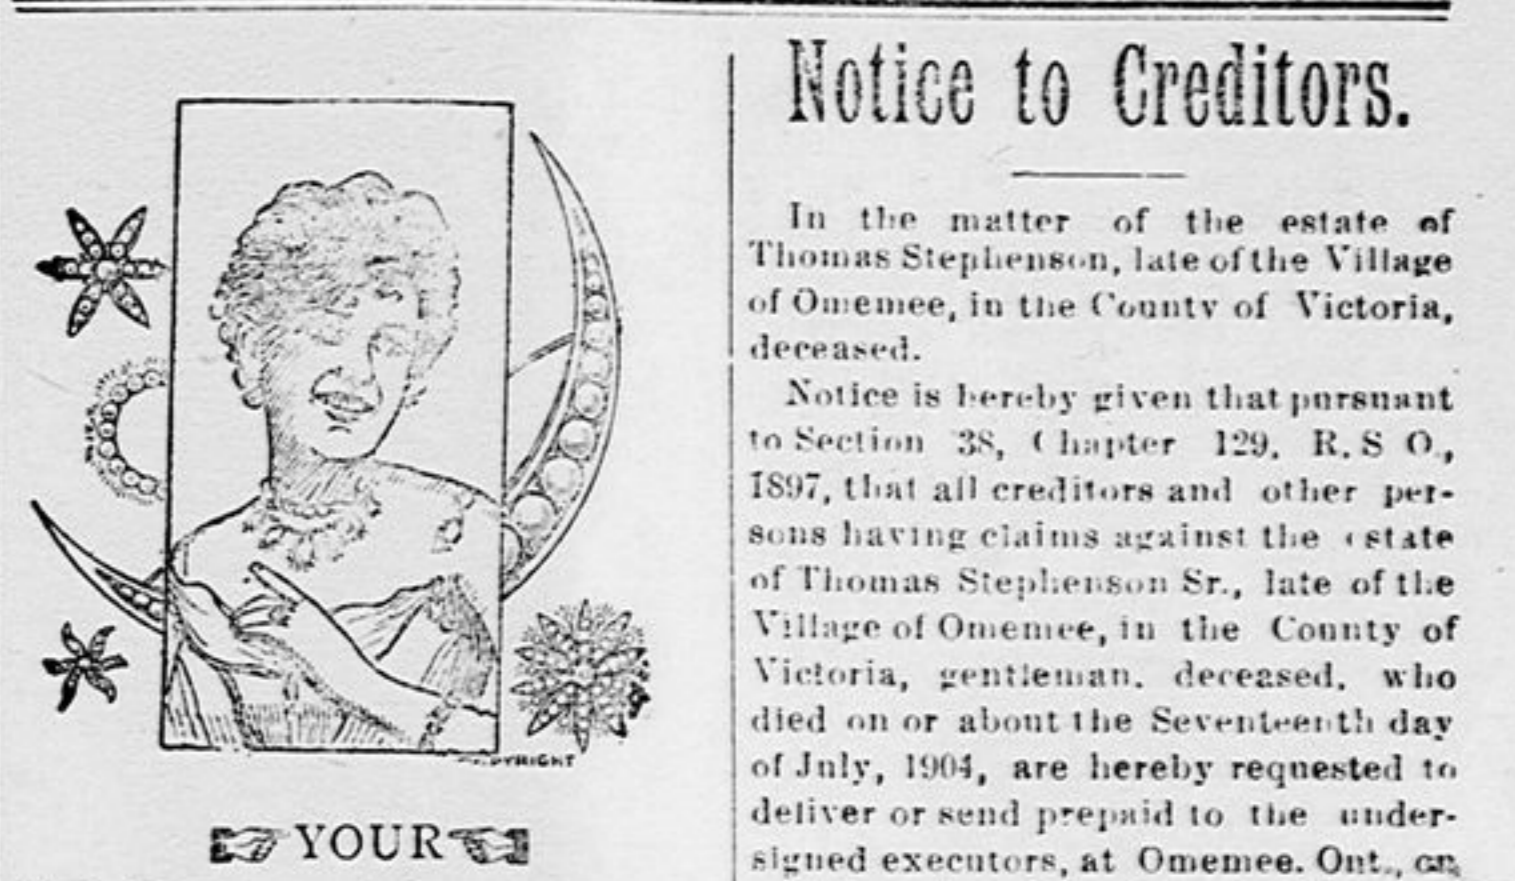 YRIGHT
YOUR
Notice to Creditors.
In the matter of the estate of
Thomas Stephenson, late of the Village
of Omemee, in the County of Victoria,
deceased.
Notice is hereby given that pursuant
to Section 38, Chapter 129, R. S O.,
1897, that all creditors and other per-
sons having claims against the estate
of Thomas Stephenson Sr., late of the
Village of Omemee, in the County of
Victoria, gentleman, deceased, who
died on or about the Seventeenth day
of July, 1904, are hereby requested to
deliver or send prepaid to the under-
signed executors, at Omemee. Ont., on